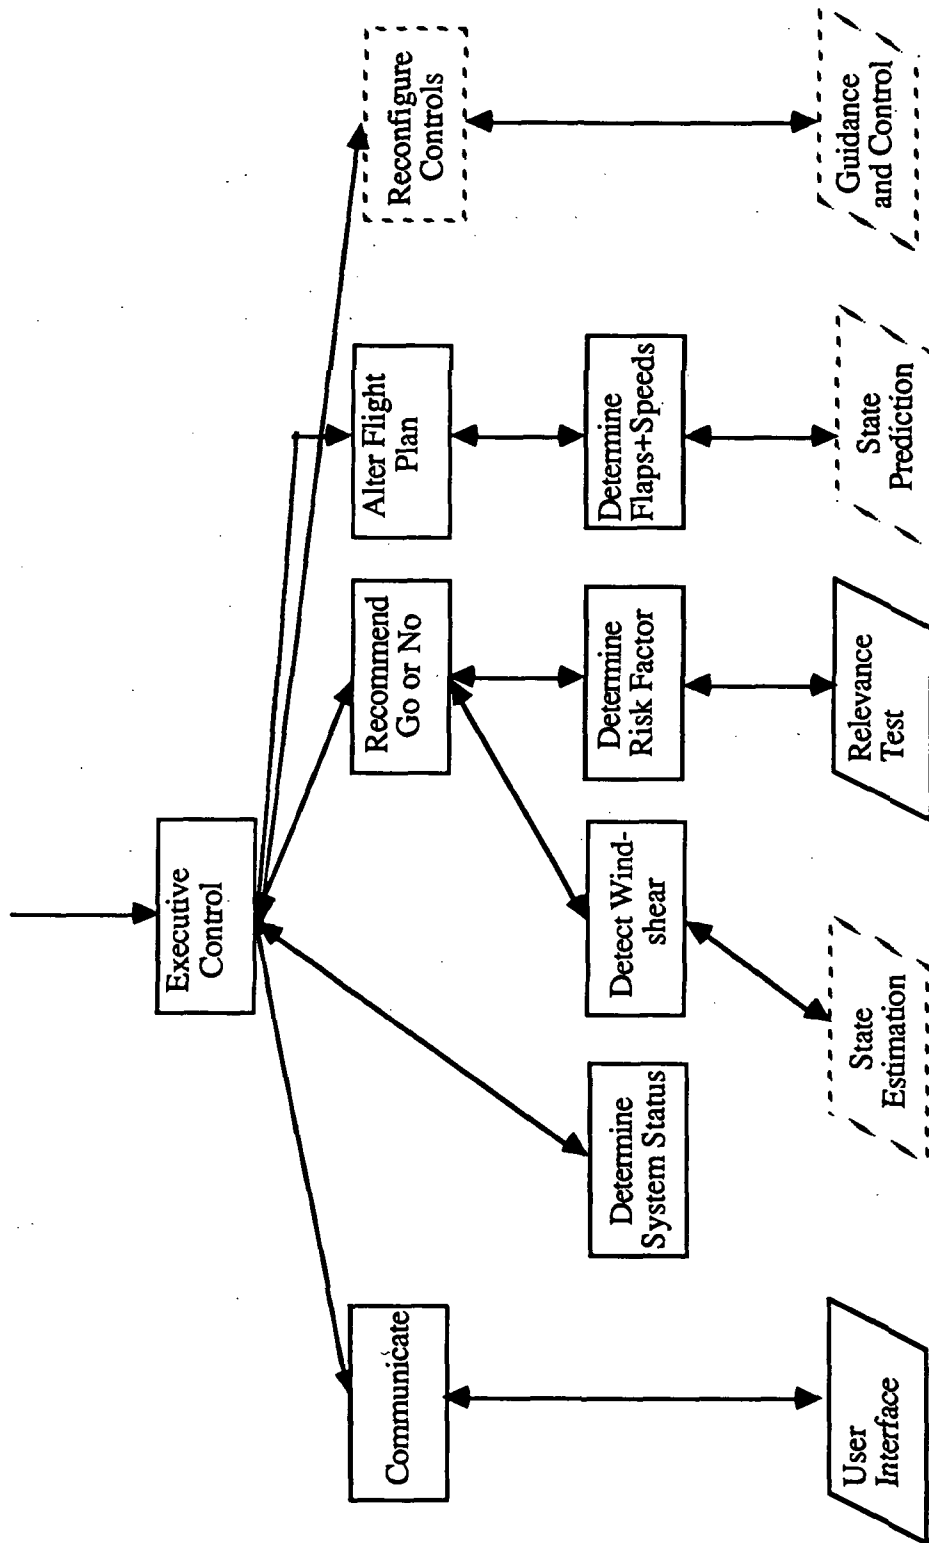 Executive
Control
Communicate
Recommend
Go or No
Alter Flight
Plan
Reconfigure
Controls
Determine
System Status
Detect Wind-
shear
Determine
Risk Factor
Determine
Flaps+Speeds
User
Interface
State
Estimation
Relevance
Test
State
Prediction
Guidance
and Control